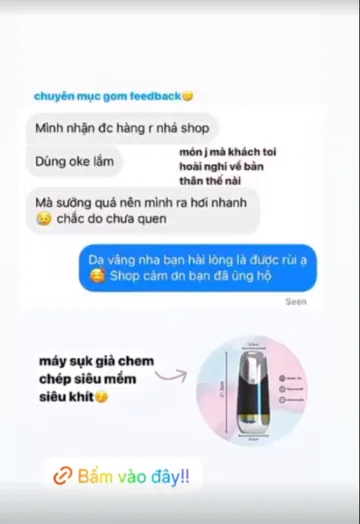 chuyên mục gom feedback
Mình nhận đc hàng r nhá shop
Dùng oke lắm
món j mà khách toi
hoài nghi về bản
thân thế nài
Mà sướng quá nên mình ra hơi nhanh
😢 chắc do chưa quen
Dạ vâng nha bạn hài lòng là được rùi ạ
🥰 Shop cảm ơn bạn đã ủng hộ
Seen
máy sụk giả chem
chép siêu mềm
siêu khít
Bấm vào đây!!